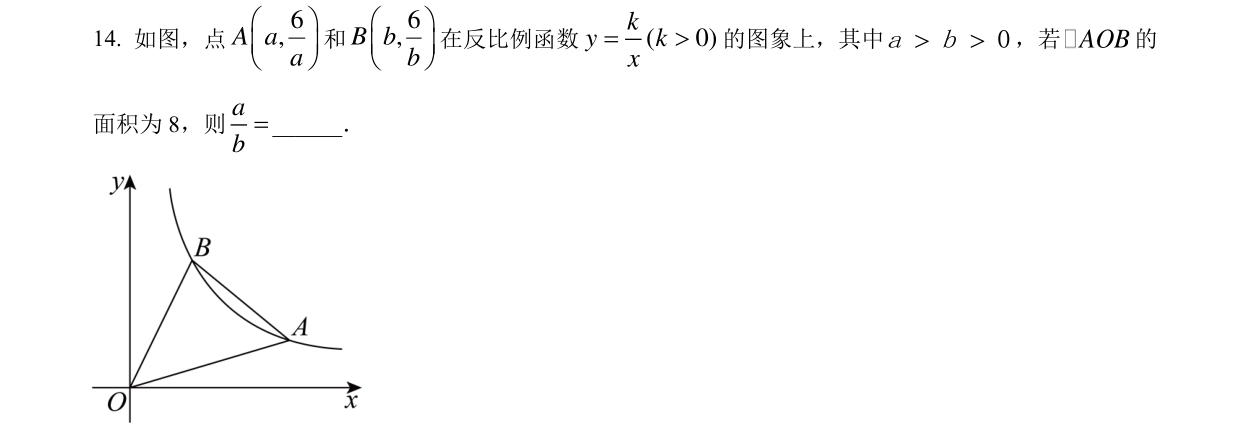 14. 如图，点 A(a, 6/a) 和 B(b, 6/b) 在反比例函数 y = k/x (k > 0) 的图象上，其中 a > b > 0，若□AOB 的
面积为 8，则 a/b = ______.
y
B
A
O
x